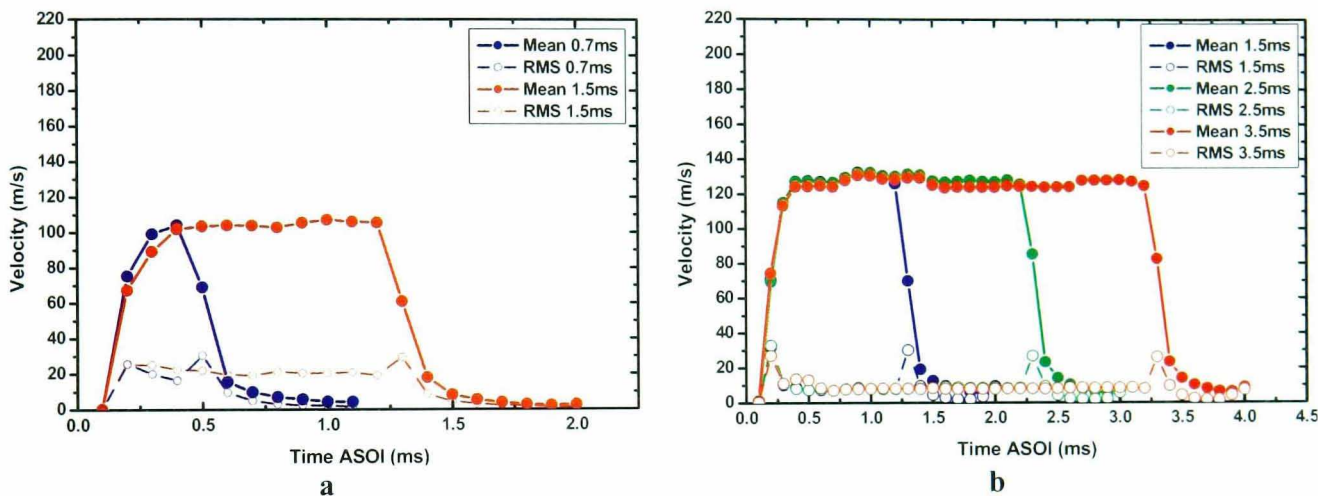 220
200
180
160
140
120
100
80
60
40
20
0
Velocity (m/s)
0.0
0.5
1.0
1.5
2.0
Time ASOI (ms)
Mean 0.7ms
RMS 0.7ms
Mean 1.5ms
RMS 1.5ms
a
220
200
180
160
140
120
100
80
60
40
20
0
Velocity (m/s)
0.0
0.5
1.0
1.5
2.0
2.5
3.0
3.5
4.0
4.5
Time ASOI (ms)
Mean 1.5ms
RMS 1.5ms
Mean 2.5ms
RMS 2.5ms
Mean 3.5ms
RMS 3.5ms
b